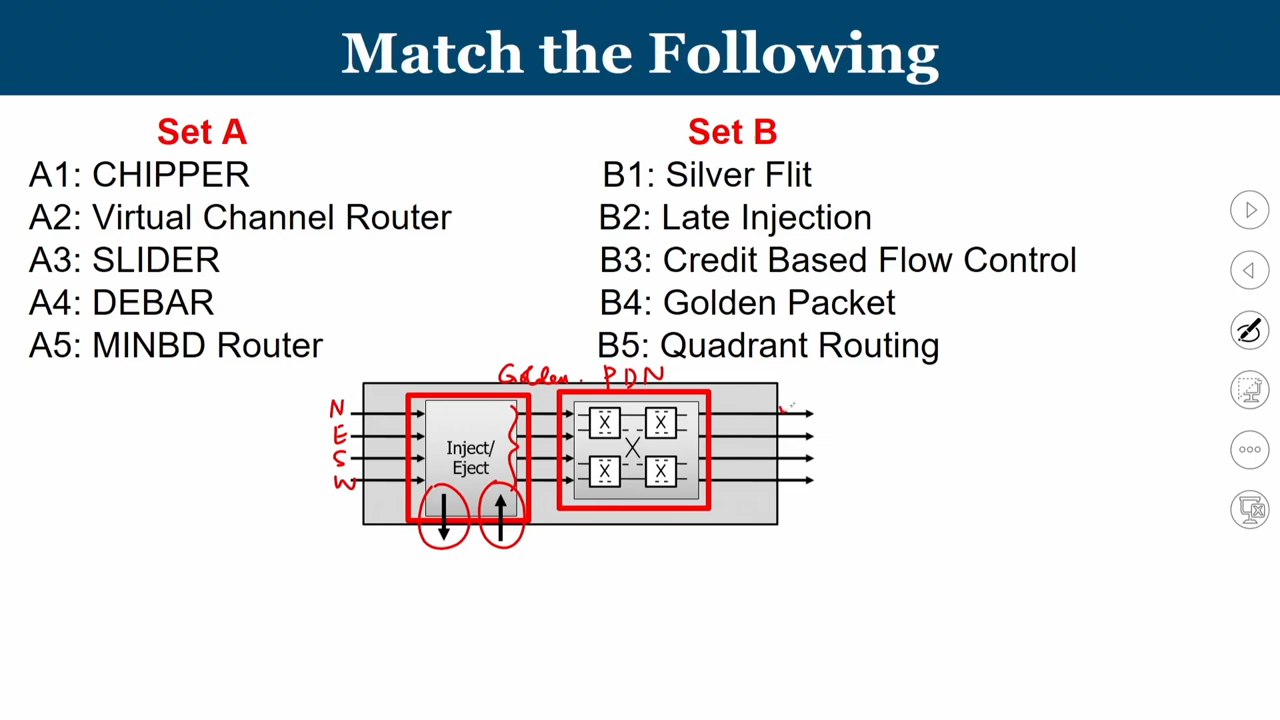 Match the Following
Set A
A1: CHIPPER
A2: Virtual Channel Router
A3: SLIDER
A4: DEBAR
A5: MINBD Router
Set B
B1: Silver Flit
B2: Late Injection
B3: Credit Based Flow Control
B4: Golden Packet
B5: Quadrant Routing
Golden. PDN
N
E
S
W
Inject/
Eject
X X
X
X X